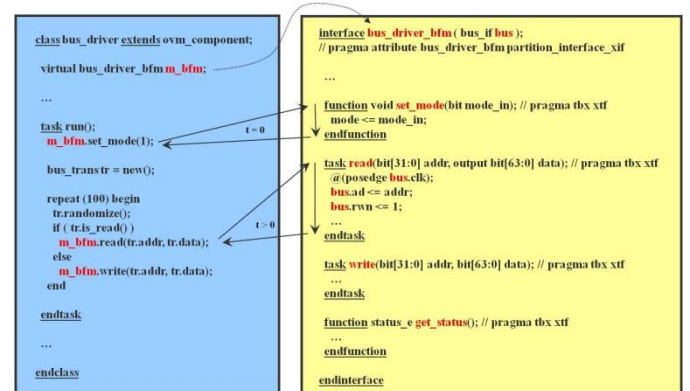 class bus_driver extends ovm_component;
virtual bus_driver_bfm m_bfm;
…
task run();
m_bfm.set_mode(1);
bus_trans tr = new();
repeat (100) begin
tr.randomize();
if ( tr.is_read() )
m_bfm.read(tr.addr, tr.data);
else
m_bfm.write(tr.addr, tr.data);
end
endtask
…
endclass
t = 0
t > 0
interface bus_driver_bfm ( bus_if bus );
// pragma attribute bus_driver_bfm partition_interface_xif
…
function void set_mode(bit mode_in); // pragma tbx xtf
mode <= mode_in;
endfunction
task read(bit[31:0] addr, output bit[63:0] data); // pragma tbx xtf
@(posedge bus.clk);
bus.ad <= addr;
bus.rwn <= 1;
…
endtask
task write(bit[31:0] addr, bit[63:0] data); // pragma tbx xtf
…
endtask
function status_e get_status(); // pragma tbx xtf
…
endfunction
endinterface